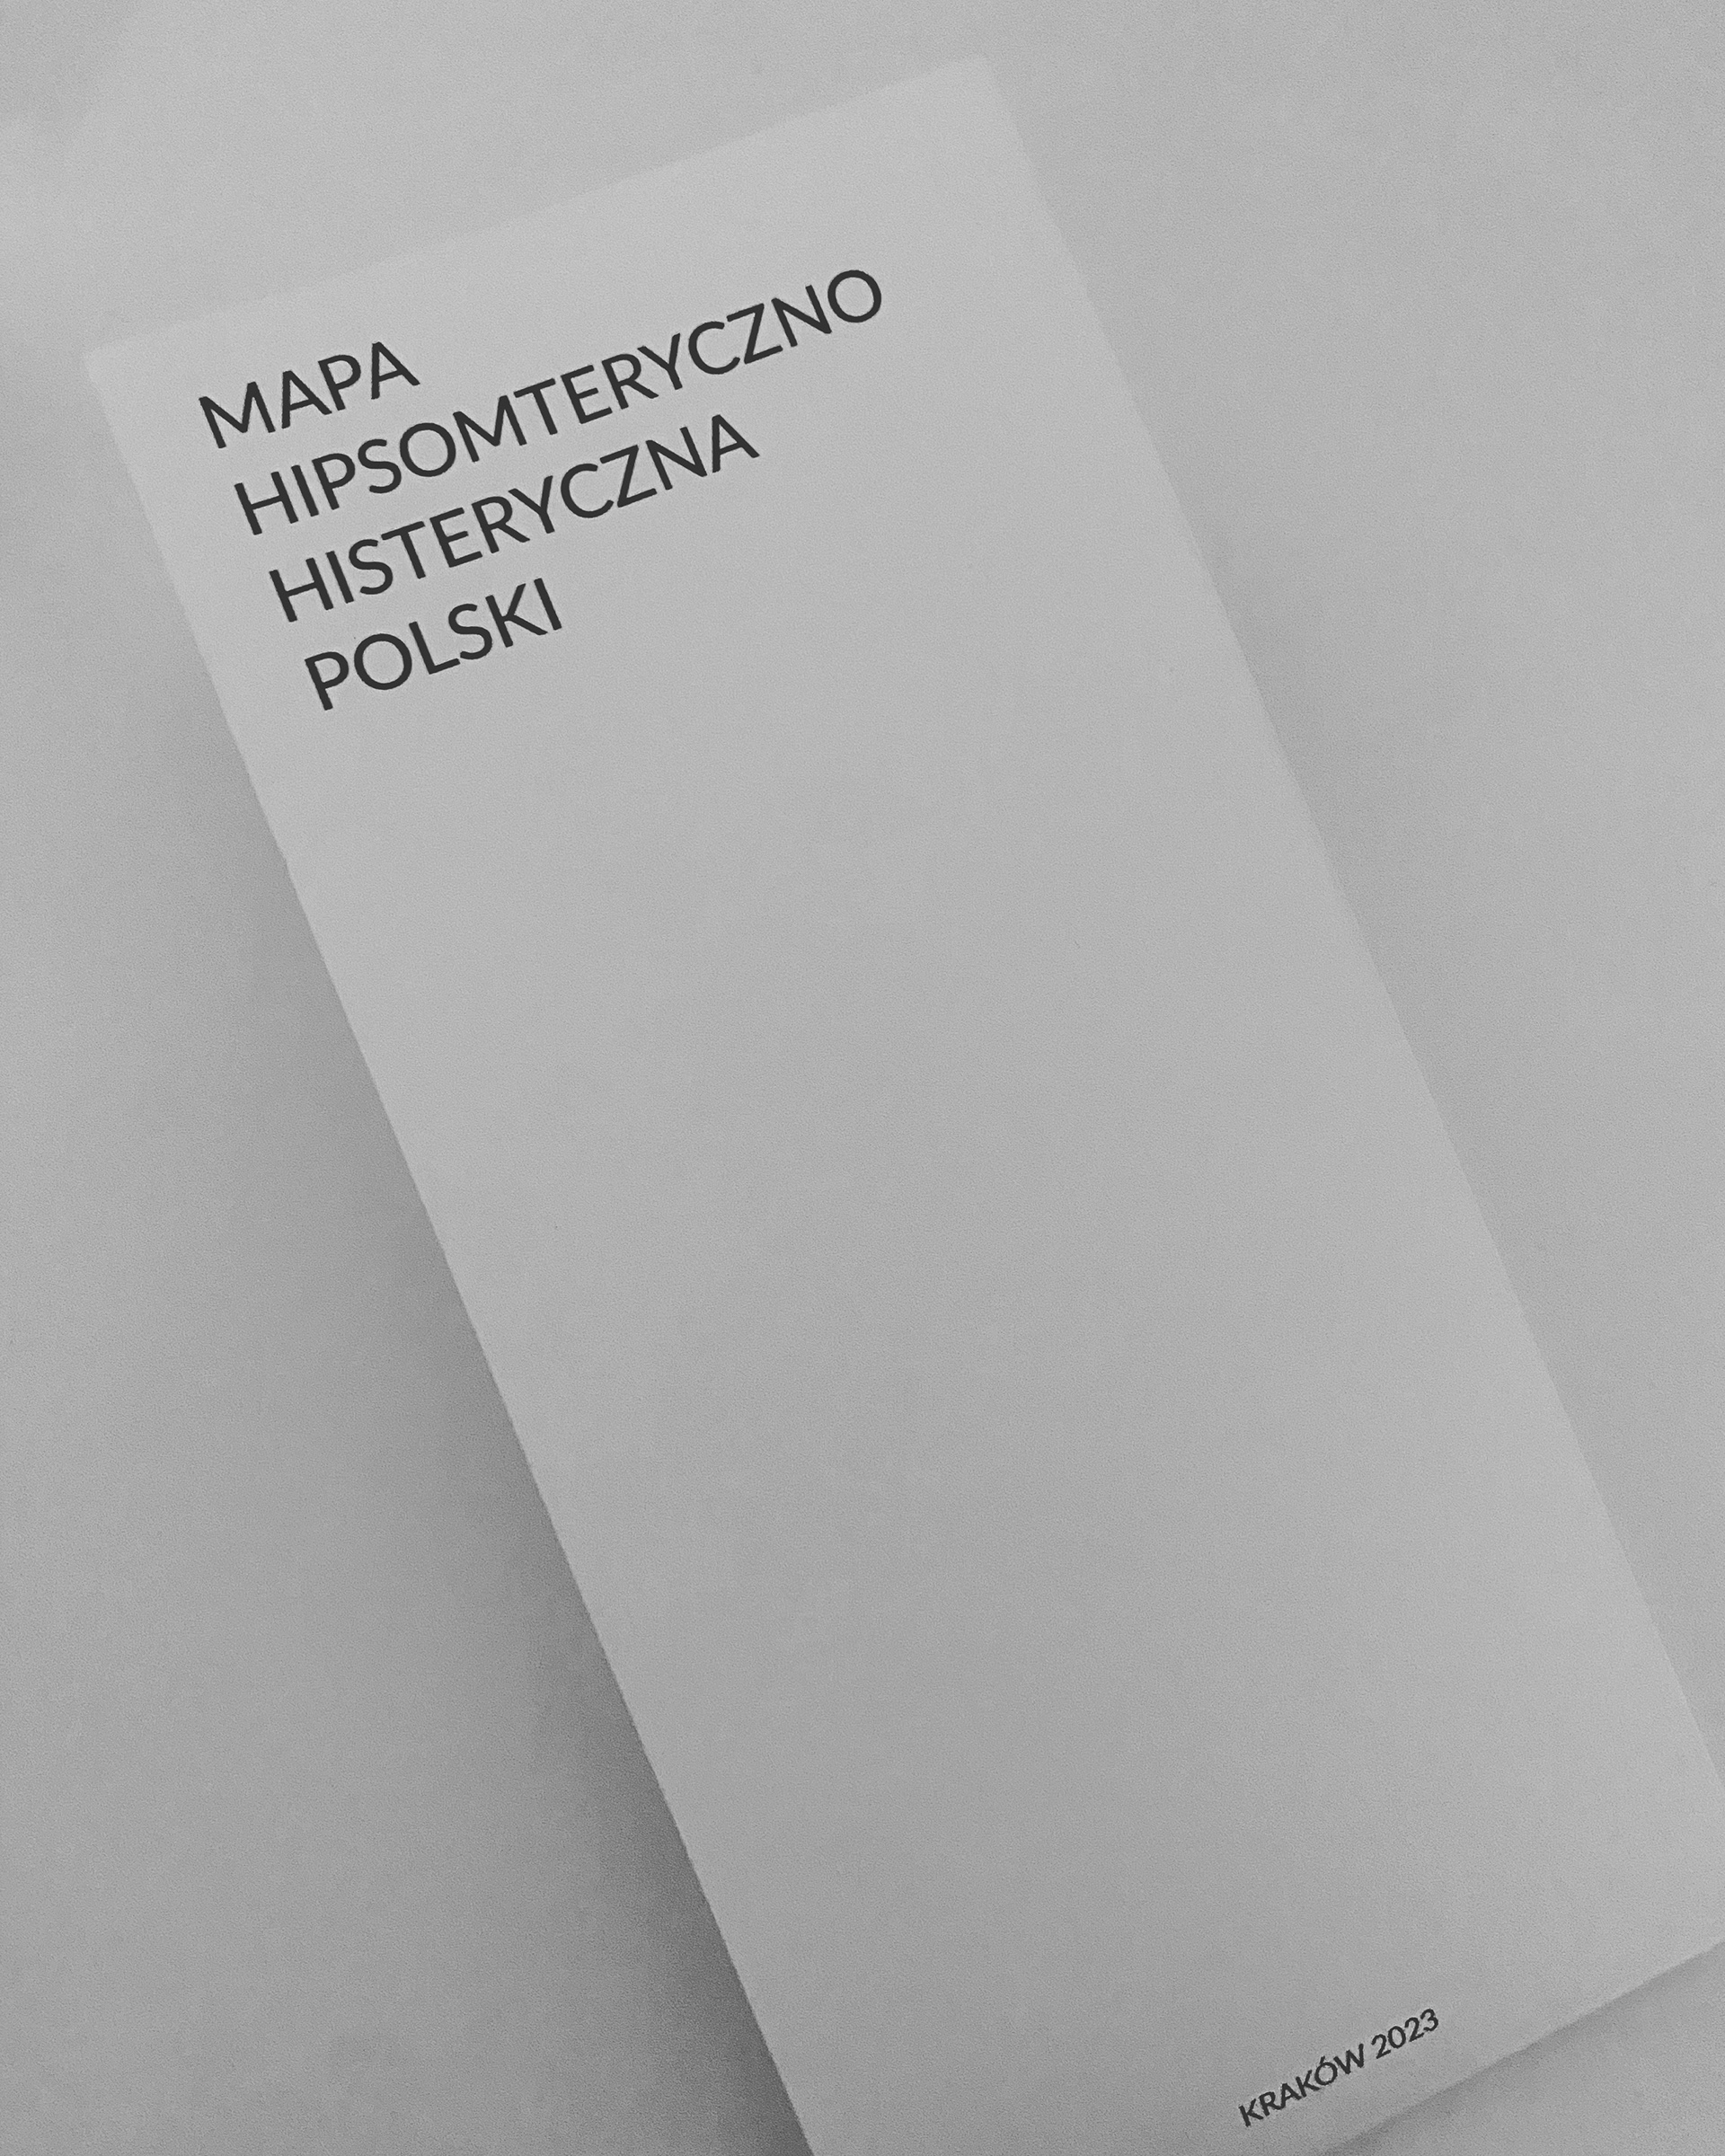 MAPA
HIPSOMTERYCZNO
HISTERYCZNA
POLSKI
KRAKÓW 2023